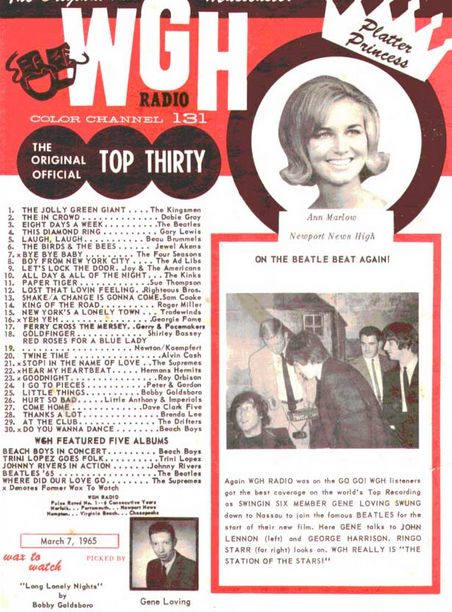 WGH
RADIO
COLOR CHANNEL 131
Platter
Princess
THE
ORIGINAL
OFFICIAL
TOP THIRTY
Ann Marlow
Newport News High
1. THE JOLLY GREEN GIANT....The Kingsmen
2. THE IN CROWD..........Dobie Gray
3. EIGHT DAYS A WEEK.........The Beatles
4. THIS DIAMOND RING........Gary Lewis
5. LAUGH, LAUGH.......Beau Brummels
6. THE BIRDS & THE BEES....Jewel Akens
7.x BYE BYE BABY.....The Four Seasons
8. BOY FROM NEW YORK CITY....The Ad Libs
9. LET'S LOCK THE DOOR.Jay & The Americans
10. ALL DAY & ALL OF THE NIGHT...The Kinks
11. PAPER TIGER.........Sue Thompson
12. LOST THAT LOVIN FEELING..Righteous Bros.
13. SHAKE/A CHANGE IS GONNA COME.Sam Cooke
14. KING OF THE ROAD........Roger Miller
15. NEW YORK'S A LONELY TOWN...Tradewinds
16.x YEH YEH............Georgie Fame
17. FERRY CROSS THE MERSEY..Gerry & Pacemakers
18. GOLDFINGER.........Shirley Bassey
RED ROSES FOR A BLUE LADY
19. ..............Newton/Kaempfert
20. TWINE TIME...........Alvin Cash
21.x STOP! IN THE NAME OF LOVE..The Supremes
22.x HEAR MY HEARTBEAT.....Hermans Hermits
23.x GOODNIGHT............Roy Orbison
24. I GO TO PIECES........Peter & Gordon
25. LITTLE THINGS.......Bobby Goldsboro
26. HURT SO BAD....Little Anthony & Imperials
27. COME HOME........Dave Clark Five
28. THANKS A LOT..........Brenda Lee
29. AT THE CLUB..........The Drifters
30.x DO YOU WANNA DANCE......Beach Boys
WGH FEATURED FIVE ALBUMS
BEACH BOYS IN CONCERT.......Beach Boys
TRINI LOPEZ GOES FOLK.......Trini Lopez
JOHNNY RIVERS IN ACTION...Johnny Rivers
BEATLES '65.............The Beatles
WHERE DID OUR LOVE GO.....The Supremes
x Denotes Former Wax To Watch
WGH RADIO
Pulse Rated No. 1--6 Consecutive Years
Norfolk... Portsmouth... Newport News
Hampton... Virginia Beach... Chesapeake
March 7, 1965
wax to
watch
PICKED BY
"Long Lonely Nights"
by
Bobby Goldsboro
Gene Loving
ON THE BEATLE BEAT AGAIN!
Again WGH RADIO was on the GO GO! WGH listeners
got the best coverage on the world's Top Recording
as SWINGIN SIX MEMBER GENE LOVING SWUNG
down to Nassau to join the famous BEATLES for the
start of their new film. Here GENE talks to JOHN
LENNON (left) and GEORGE HARRISON. RINGO
STARR (far right) looks on. WGH REALLY IS "THE
STATION OF THE STARS!"